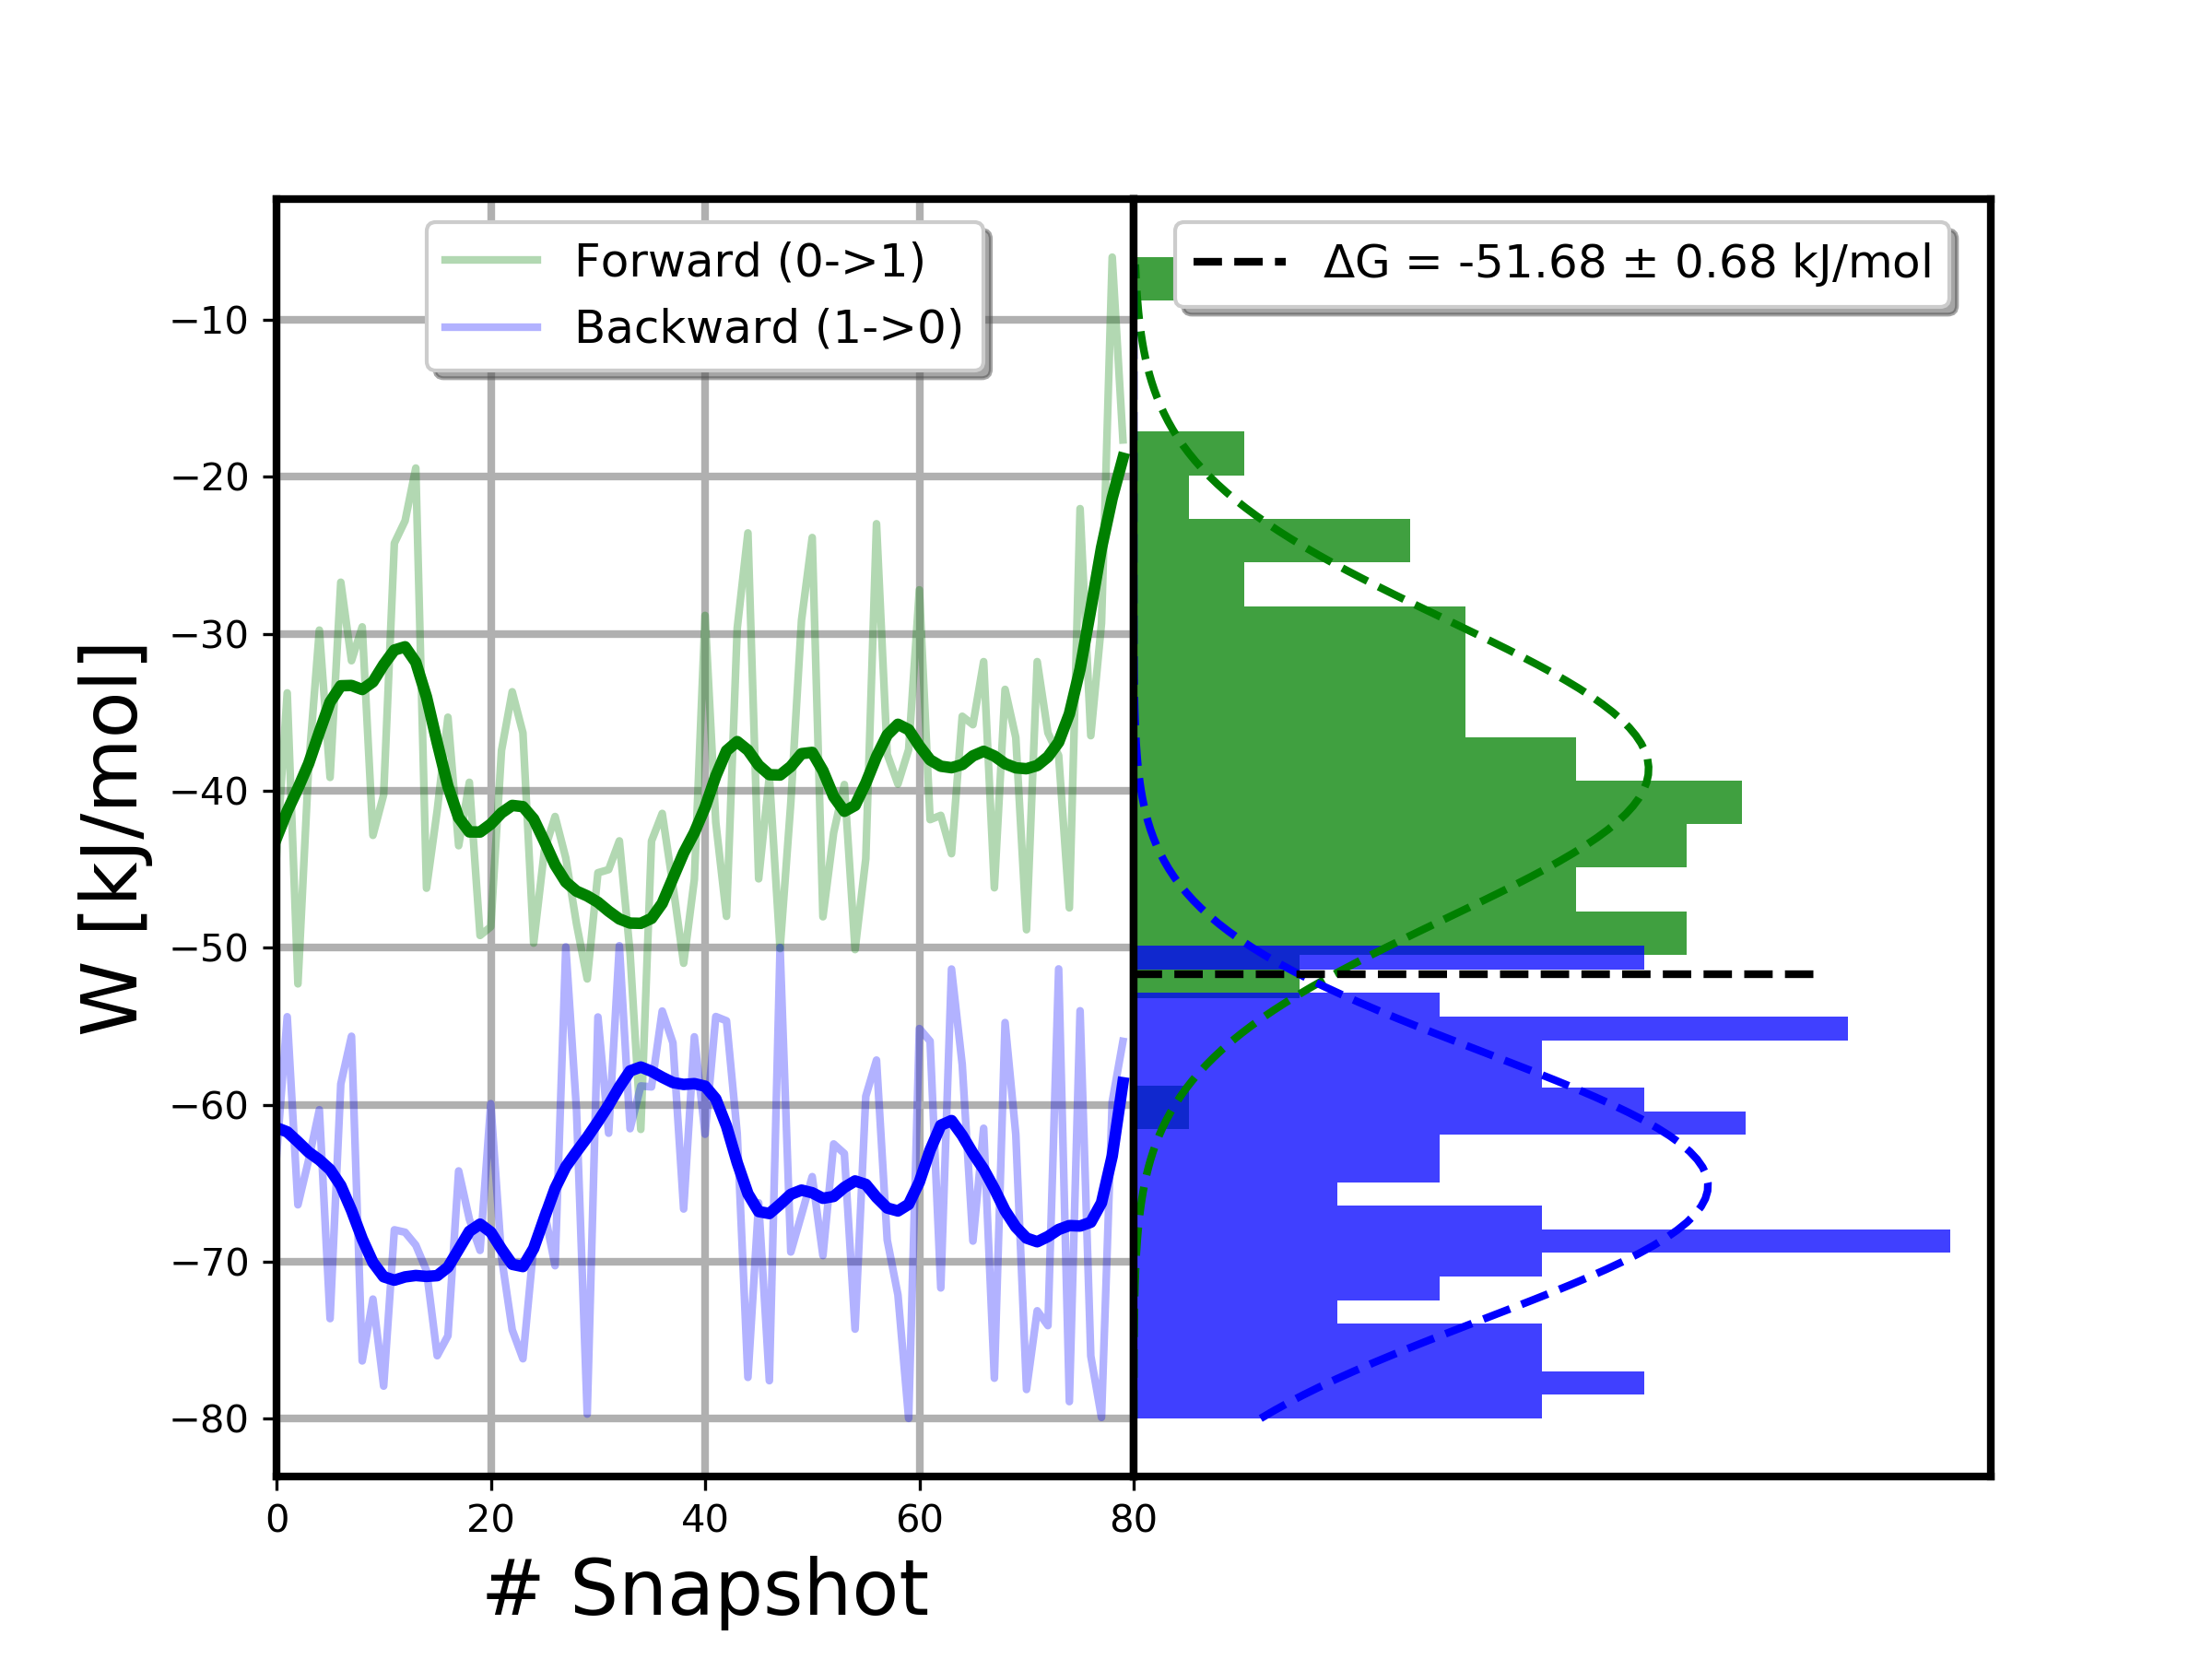 Forward (0->1)
Backward (1->0)
ΔG = -51.68 ± 0.68 kJ/mol
−10
−20
−30
−40
−50
−60
−70
−80
W [kJ/mol]
0 20 40 60 80
# Snapshot